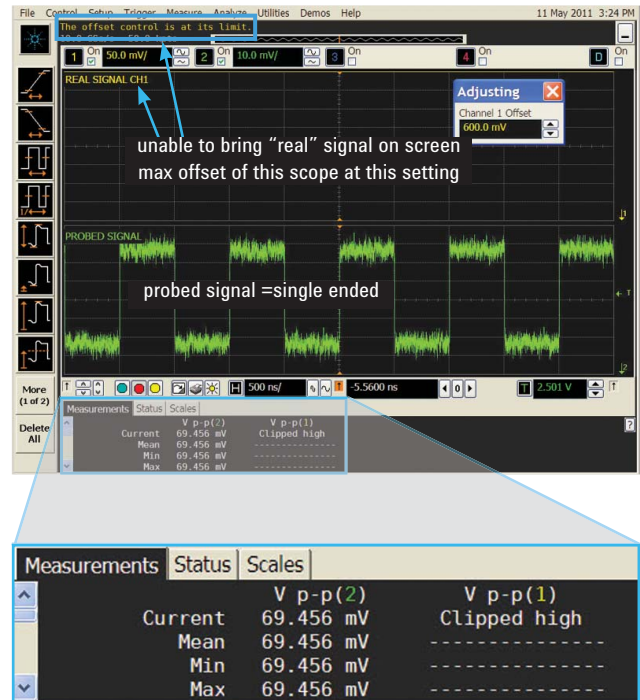 File Control Setup Trigger Measure Analyze Utilities Demos Help 11 May 2011 3:24 PM
The offset control is at its limit.
1 On 50.0 mV/ 2 On 10.0 mV/ 3 On 4 On D On
REAL SIGNAL CH1
Adjusting
Channel 1 Offset
600.0 mV
unable to bring “real” signal on screen
max offset of this scope at this setting
PROBED SIGNAL
probed signal =single ended
More
(1 of 2)
H 500 ns/ -5.5600 ns 0 T 2.501 V
Delete
All
Measurements Status Scales
V p-p(2) V p-p(1)
Current 69.456 mV Clipped high
Mean 69.456 mV ---------------
Min 69.456 mV ---------------
Max 69.456 mV ---------------
Measurements Status Scales
V p-p(2) V p-p(1)
Current 69.456 mV Clipped high
Mean 69.456 mV ---------------
Min 69.456 mV ---------------
Max 69.456 mV ---------------